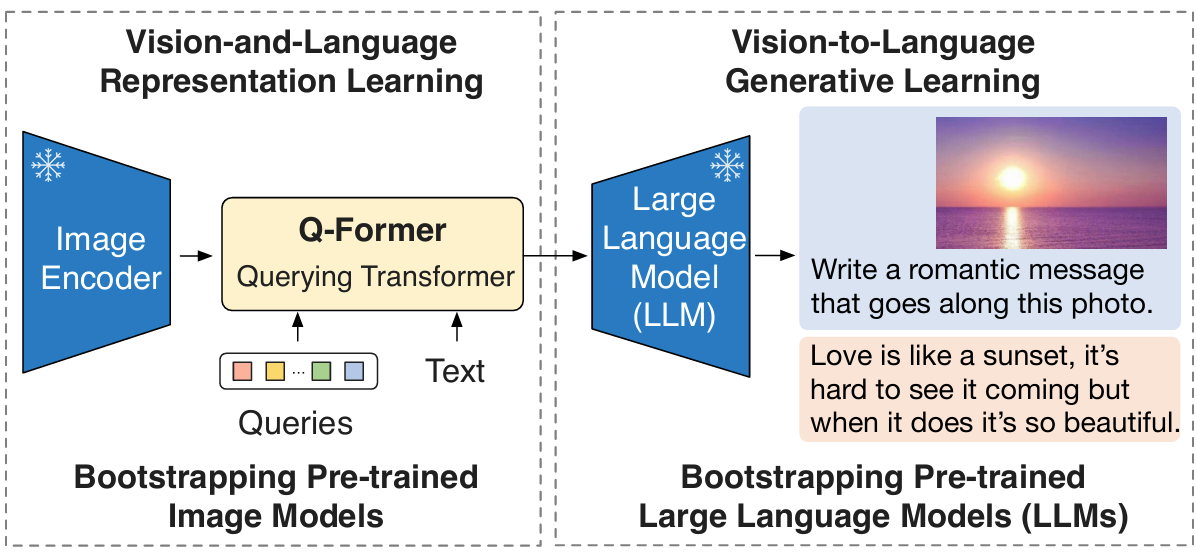 Vision-and-Language
Representation Learning
Image
Encoder
Q-Former
Querying Transformer
...
Queries
Text
Bootstrapping Pre-trained
Image Models
Vision-to-Language
Generative Learning
Large
Language
Model
(LLM)
Write a romantic message
that goes along this photo.
Love is like a sunset, it's
hard to see it coming but
when it does it's so beautiful.
Bootstrapping Pre-trained
Large Language Models (LLMs)